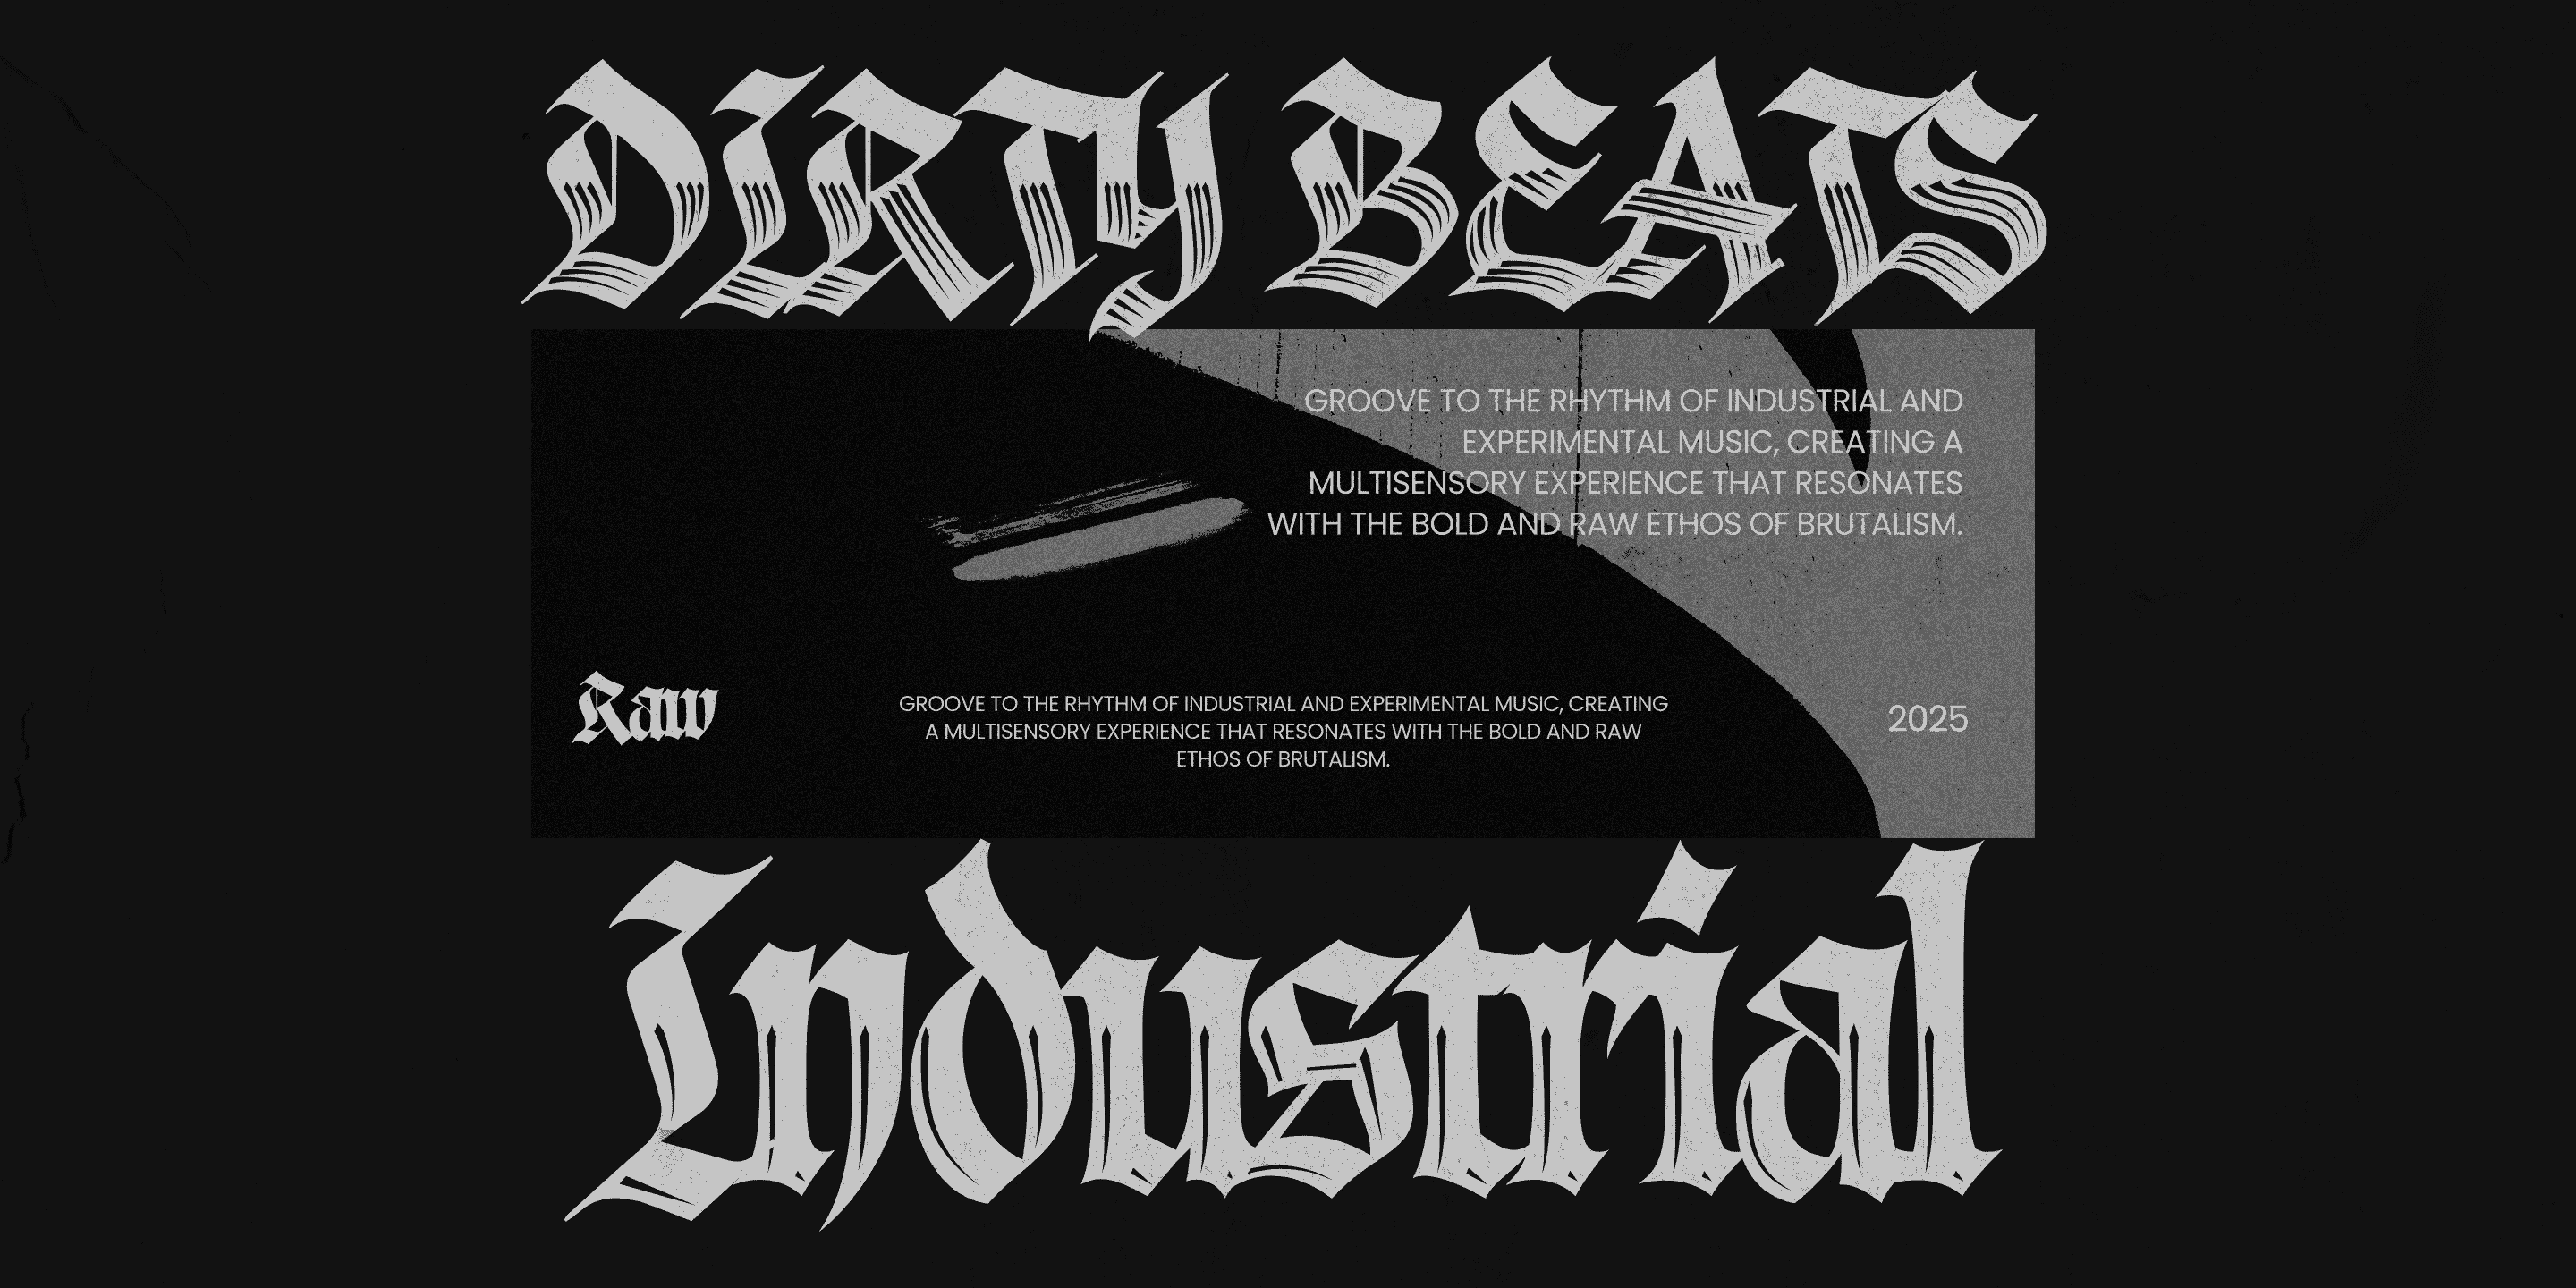 DIRTY BEATS
GROOVE TO THE RHYTHM OF INDUSTRIAL AND
EXPERIMENTAL MUSIC, CREATING A
MULTISENSORY EXPERIENCE THAT RESONATES
WITH THE BOLD AND RAW ETHOS OF BRUTALISM.
Raw
GROOVE TO THE RHYTHM OF INDUSTRIAL AND EXPERIMENTAL MUSIC, CREATING
A MULTISENSORY EXPERIENCE THAT RESONATES WITH THE BOLD AND RAW
ETHOS OF BRUTALISM.
2025
Industrial